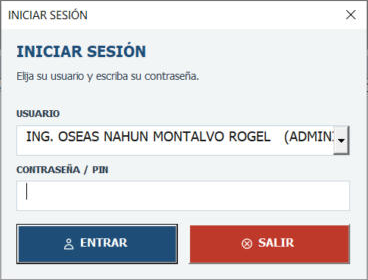 INICIAR SESIÓN
INICIAR SESIÓN
Elija su usuario y escriba su contraseña.
USUARIO
ING. OSEAS NAHUN MONTALVO ROGEL (ADMIN
CONTRASEÑA / PIN
ENTRAR
SALIR